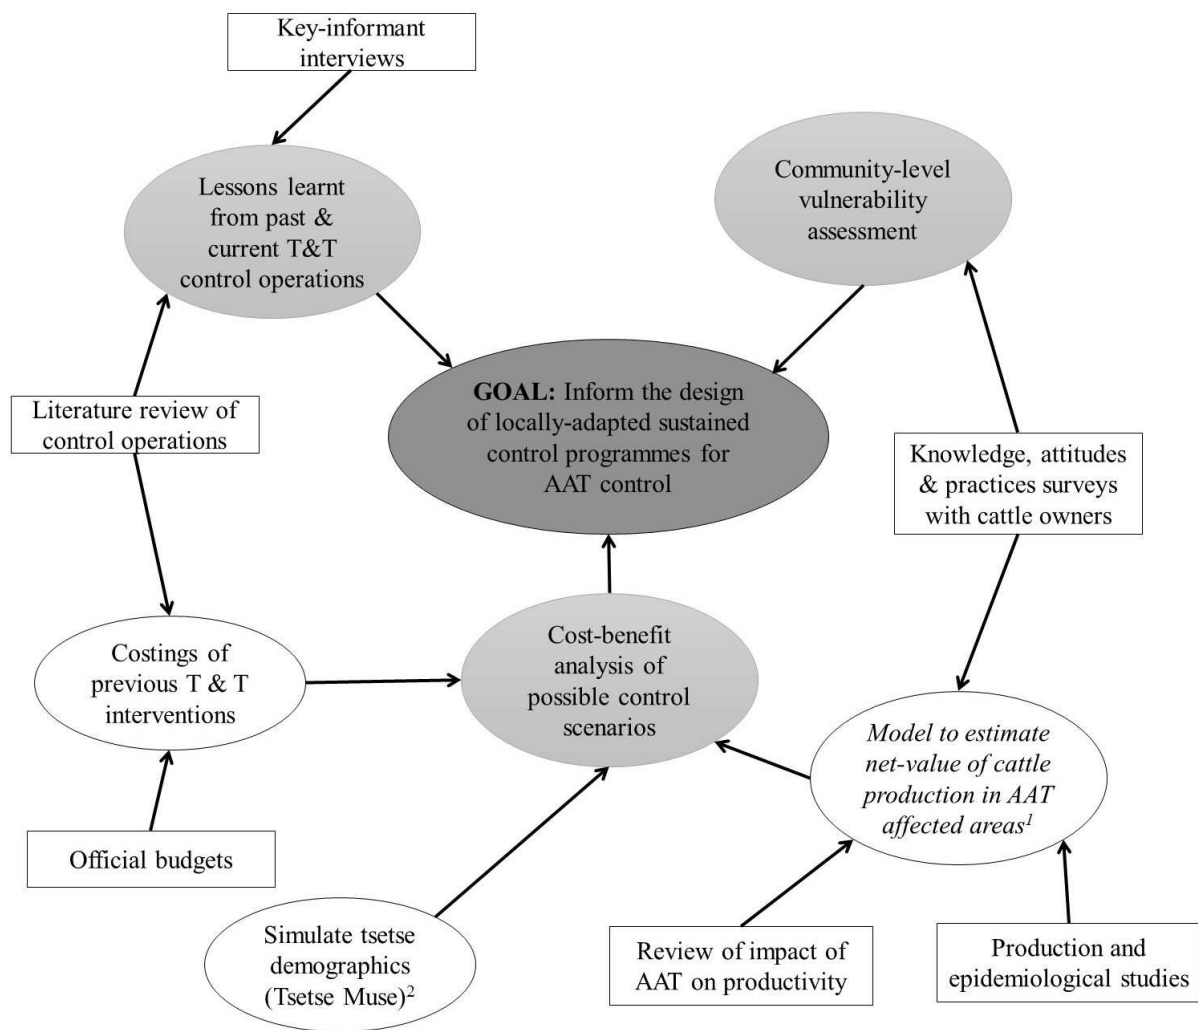 Key-informant
interviews
Lessons learnt
from past &
current T&T
control operations
Community-level
vulnerability
assessment
GOAL: Inform the design
of locally-adapted sustained
control programmes for
AAT control
Literature review of
control operations
Knowledge, attitudes
& practices surveys
with cattle owners
Costings of
previous T & T
interventions
Cost-benefit
analysis of
possible control
scenarios
Model to estimate
net-value of cattle
production in AAT
affected areas¹
Official budgets
Simulate tsetse
demographics
(Tsetse Muse)²
Review of impact of
AAT on productivity
Production and
epidemiological studies